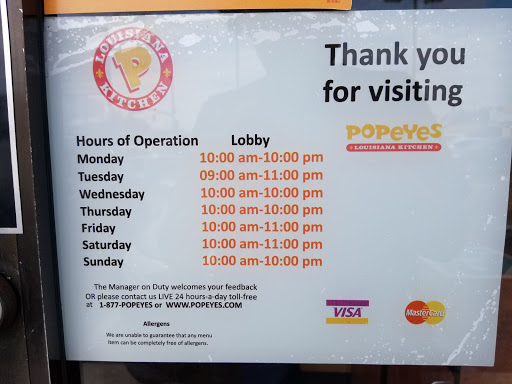 LOUISIANA
P
KITCHEN
Thank you
for visiting
POPEYES
LOUISIANA KITCHEN
Hours of Operation Lobby
Monday 10:00 am-10:00 pm
Tuesday 09:00 am-11:00 pm
Wednesday 10:00 am-10:00 pm
Thursday 10:00 am-10:00 pm
Friday 10:00 am-11:00 pm
Saturday 10:00 am-11:00 pm
Sunday 10:00 am-10:00 pm
The Manager on Duty welcomes your feedback
OR please contact us LIVE 24 hours-a-day toll-free
at 1-877-POPEYES or WWW.POPEYES.COM
Allergens
We are unable to guarantee that any menu
item can be completely free of allergens.
VISA
MasterCard